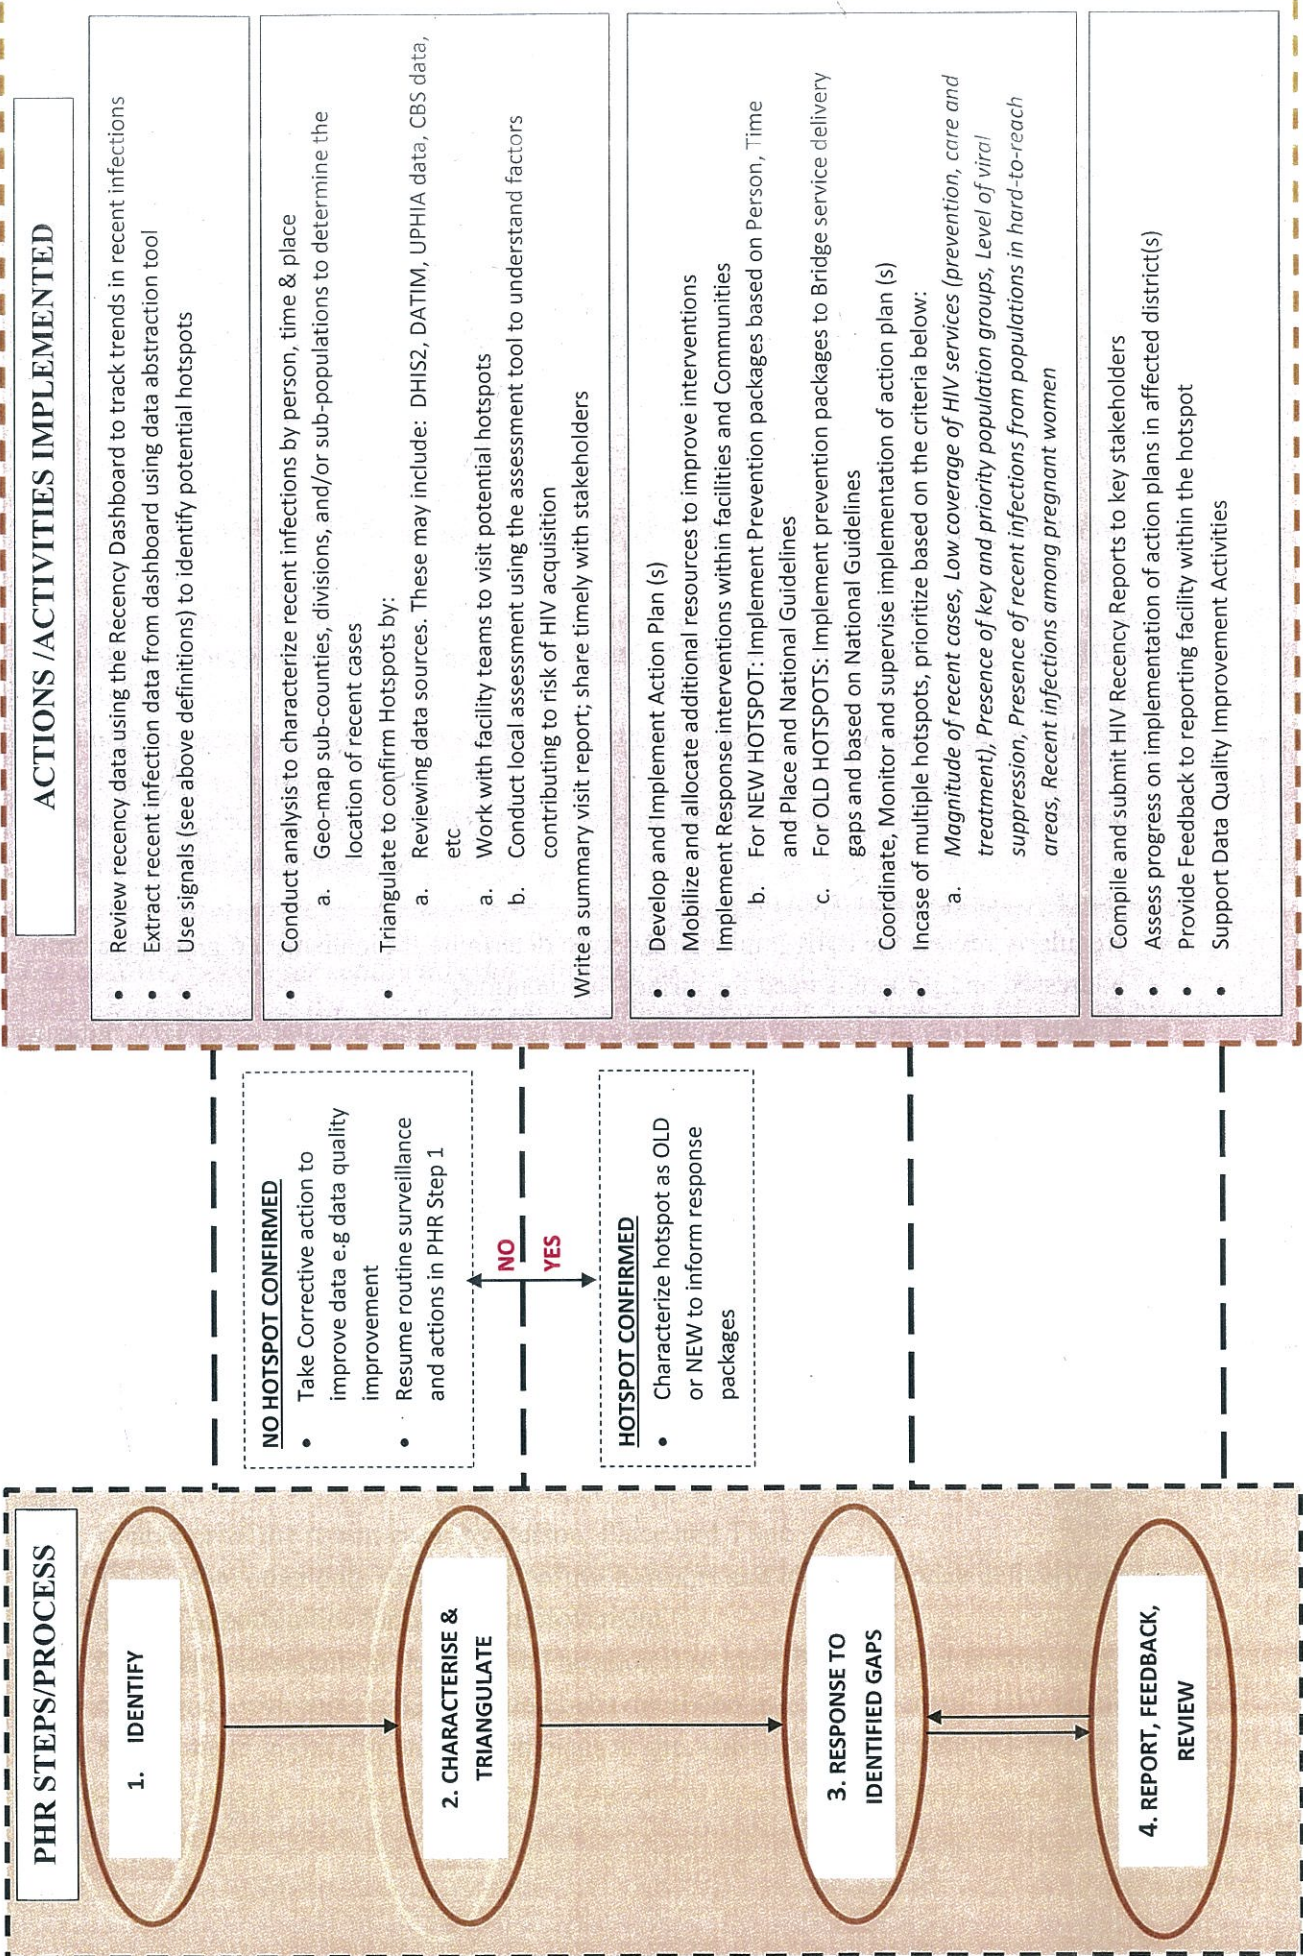 PHR STEPS/PROCESS
1. IDENTIFY
2. CHARACTERISE &
TRIANGULATE
3. RESPONSE TO
IDENTIFIED GAPS
4. REPORT, FEEDBACK,
REVIEW
NO HOTSPOT CONFIRMED
• Take Corrective action to
improve data e.g data quality
improvement
• Resume routine surveillance
and actions in PHR Step 1
NO
YES
HOTSPOT CONFIRMED
• Characterize hotspot as OLD
or NEW to inform response
packages
ACTIONS /ACTIVITIES IMPLEMENTED
• Review recency data using the Recency Dashboard to track trends in recent infections
• Extract recent infection data from dashboard using data abstraction tool
• Use signals (see above definitions) to identify potential hotspots
• Conduct analysis to characterize recent infections by person, time & place
a. Geo-map sub-counties, divisions, and/or sub-populations to determine the
location of recent cases
• Triangulate to confirm Hotspots by:
a. Reviewing data sources. These may include: DHIS2, DATIM, UPHIA data, CBS data,
etc.
a. Work with facility teams to visit potential hotspots
b. Conduct local assessment using the assessment tool to understand factors
contributing to risk of HIV acquisition
Write a summary visit report; share timely with stakeholders
• Develop and Implement Action Plan (s)
• Mobilize and allocate additional resources to improve interventions
• Implement Response interventions within facilities and Communities
b. For NEW HOTSPOT: Implement Prevention packages based on Person, Time
and Place and National Guidelines
c. For OLD HOTSPOTS: Implement prevention packages to Bridge service delivery
gaps and based on National Guidelines
• Coordinate, Monitor and supervise implementation of action plan (s)
• Incase of multiple hotspots, prioritize based on the criteria below:
a. Magnitude of recent cases, Low coverage of HIV services (prevention, care and
treatment), Presence of key and priority population groups, Level of viral
suppression, Presence of recent infections from populations in hard-to-reach
areas, Recent infections among pregnant women
• Compile and submit HIV Recency Reports to key stakeholders
• Assess progress on implementation of action plans in affected district(s)
• Provide Feedback to reporting facility within the hotspot
• Support Data Quality Improvement Activities